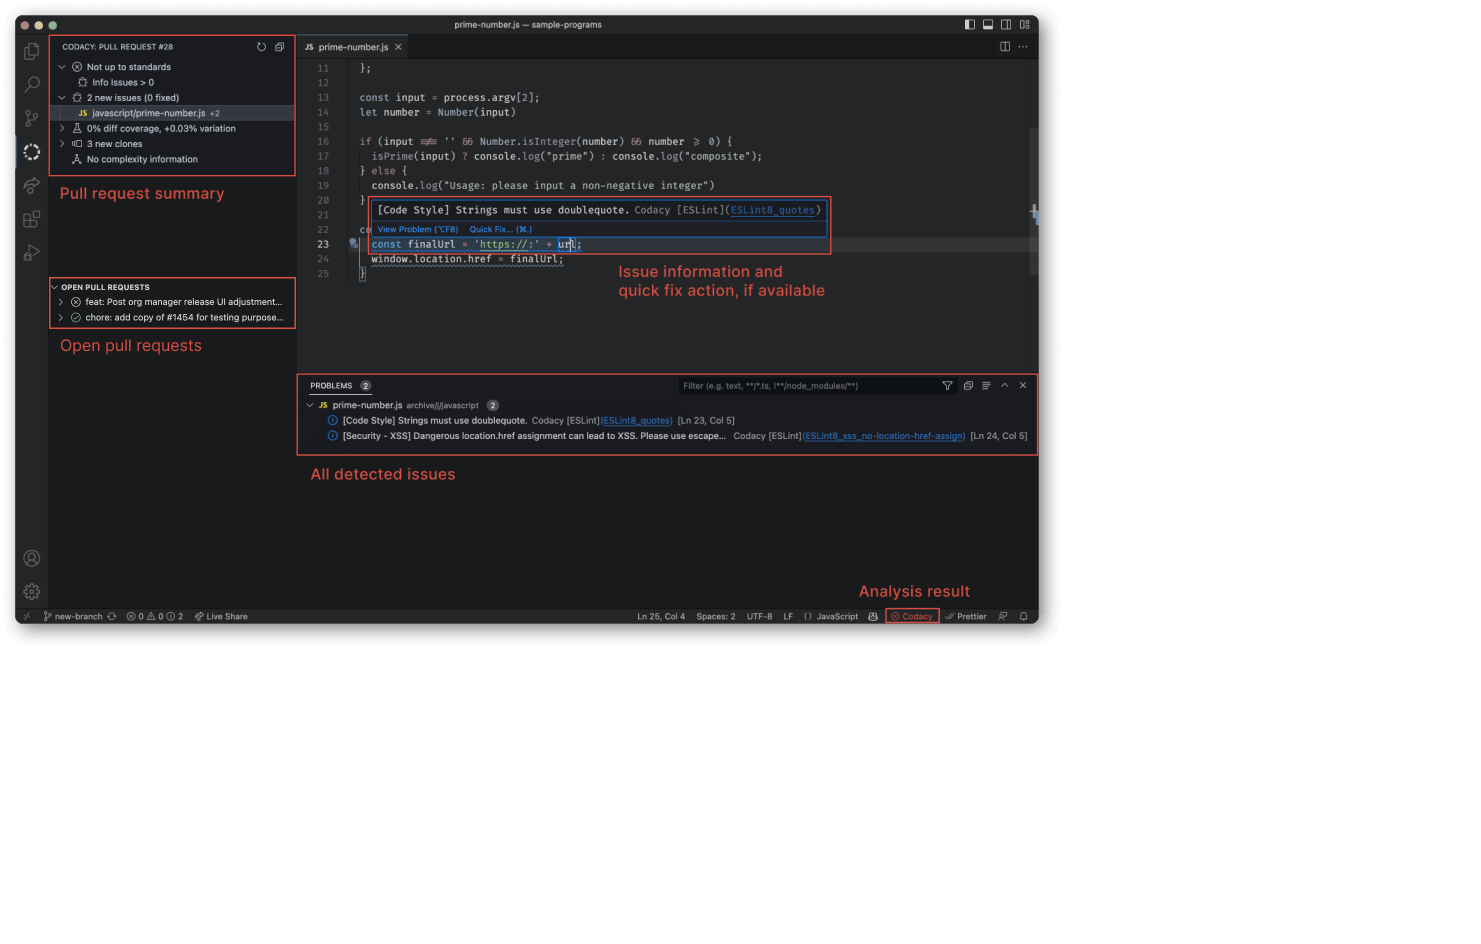 prime-number.js — sample-programs
CODACY: PULL REQUEST #28
Not up to standards
Info Issues > 0
2 new issues (0 fixed)
JS javascript/prime-number.js +2
0% diff coverage, +0.03% variation
3 new clones
No complexity information
Pull request summary
OPEN PULL REQUESTS
feat: Post org manager release UI adjustment...
chore: add copy of #1454 for testing purpose...
Open pull requests
JS prime-number.js
11 };
12
13 const input = process.argv[2];
14 let number = Number(input)
15
16 if (input !== '' && Number.isInteger(number) && number >= 0) {
17 isPrime(input) ? console.log("prime") : console.log("composite");
18 } else {
19 console.log("Usage: please input a non-negative integer")
20 }
21
[Code Style] Strings must use doublequote. Codacy [ESLint](ESLint8_quotes)
View Problem (⌥F8) Quick Fix... (⌘.)
22 co
23 const finalUrl = 'https://:' + url;
24 window.location.href = finalUrl;
25 }
Issue information and
quick fix action, if available
PROBLEMS 2
Filter (e.g. text, **/*.ts, !**/node_modules/**)
JS prime-number.js archive/j/javascript 2
[Code Style] Strings must use doublequote. Codacy [ESLint](ESLint8_quotes) [Ln 23, Col 5]
[Security - XSS] Dangerous location.href assignment can lead to XSS. Please use escape... Codacy [ESLint](ESLint8_xss_no-location-href-assign) [Ln 24, Col 5]
All detected issues
Analysis result
new-branch 0 0 2 Live Share
Ln 25, Col 4 Spaces: 2 UTF-8 LF () JavaScript Codacy Prettier